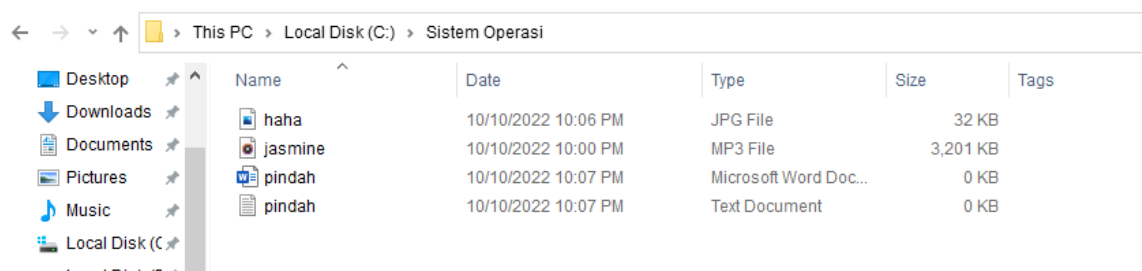 This PC > Local Disk (C:) > Sistem Operasi
Desktop
Downloads
Documents
Pictures
Music
Local Disk (C
Name Date Type Size Tags
haha 10/10/2022 10:06 PM JPG File 32 KB
jasmine 10/10/2022 10:00 PM MP3 File 3,201 KB
pindah 10/10/2022 10:07 PM Microsoft Word Doc... 0 KB
pindah 10/10/2022 10:07 PM Text Document 0 KB